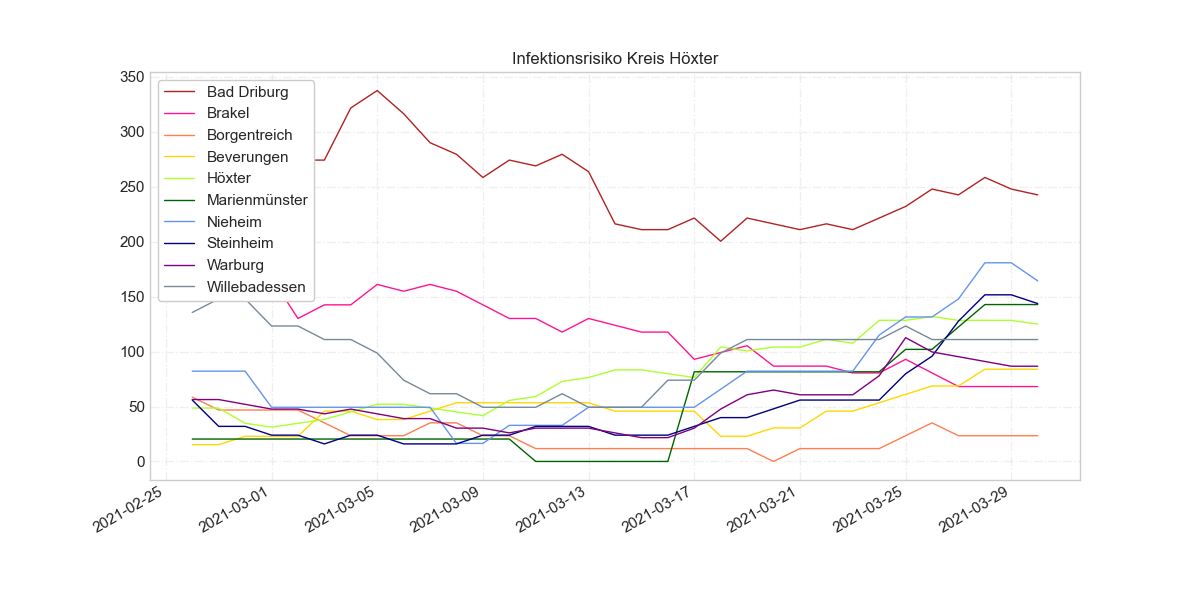 Infektionsrisiko Kreis Höxter
350
300
250
200
150
100
50
0
Bad Driburg
Brakel
Borgentreich
Beverungen
Höxter
Marienmünster
Nieheim
Steinheim
Warburg
Willebadessen
2021-02-25
2021-03-01
2021-03-05
2021-03-09
2021-03-13
2021-03-17
2021-03-21
2021-03-25
2021-03-29